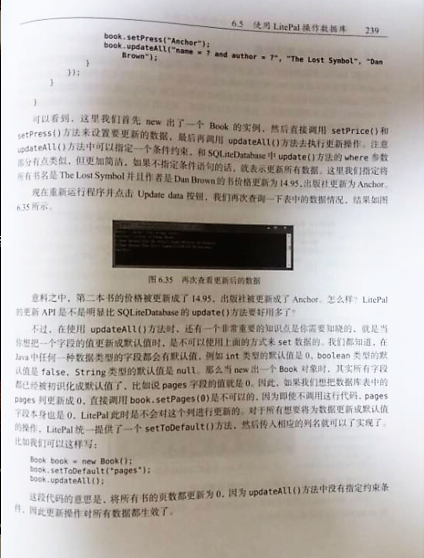 6.5 使用 LitePal 操作数据库 239
book.setPress("Anchor");
book.updateAll("name = ? and author = ?", "The Lost Symbol", "Dan
Brown");
}
});
}
}
可以看到，这里我们首先 new 出了一个 Book 的实例，然后直接调用 setPrice()和
setPress()方法来设置要更新的数据，最后再调用 updateAll()方法去执行更新操作。注意
updateAll()方法中可以指定一个条件约束，和 SQLiteDatabase 中 update()方法的 where 参数
部分有点类似，但更加简洁，如果不指定条件语句的话，就表示更新所有数据。这里我们指定将
所有书名是 The Lost Symbol 并且作者是 Dan Brown 的书价格更新为 14.95，出版社更新为 Anchor。
现在重新运行程序并点击 Update data 按钮，我们再次查询一下表中的数据情况，结果如图
6.35 所示。
图 6.35 再次查看更新后的数据
意料之中，第二本书的价格被更新成了 14.95，出版社被更新成了 Anchor。怎么样？LitePal
的更新 API 是不是明显比 SQLiteDatabase 的 update()方法要好用多了？
不过，在使用 updateAll()方法时，还有一个非常重要的知识点是你需要知晓的，就是当
你想把一个字段的值更新成默认值时，是不可以使用上面的方式来 set 数据的。我们都知道，在
Java中任何一种数据类型的字段都会有默认值，例如 int 类型的默认值是 0，boolean 类型的默
认值是 false，String 类型的默认值是 null。那么当 new 出一个 Book 对象时，其实所有字段
都已经被初始化成默认值了，比如说 pages 字段的值就是 0。因此，如果我们想把数据库表中的
pages 列更新成 0，直接调用 book.setPages(0)是不可以的，因为即使不调用这行代码，pages
字段本身也是 0，LitePal 此时是不会对这个列进行更新的。对于所有想要将为数据更新成默认值
的操作，LitePal 统一提供了一个 setToDefault()方法，然后传入相应的列名就可以实现了。
比如我们可以这样写：
Book book = new Book();
book.setToDefault("pages");
book.updateAll();
这段代码的意思是，将所有书的页数都更新为 0，因为 updateAll()方法中没有指定约束条
件，因此更新操作对所有数据都生效了。